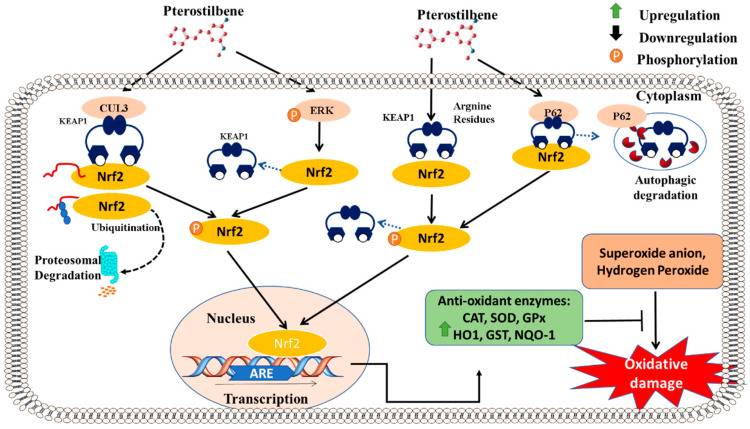 Pterostilbene
Pterostilbene
Upregulation
Downregulation
P Phosphorylation
Cytoplasm
CUL3
KEAP1
Nrf2
Nrf2
Ubiquitination
Proteosomal
Degradation
P
ERK
KEAP1
Nrf2
P
Nrf2
KEAP1
Arginne
Residues
Nrf2
P
Nrf2
P62
Nrf2
P62
Autophagic
degradation
Nucleus
Nrf2
ARE
Transcription
Anti-oxidant enzymes:
CAT, SOD, GPx
HO1, GST, NQO-1
Superoxide anion,
Hydrogen Peroxide
Oxidative
damage